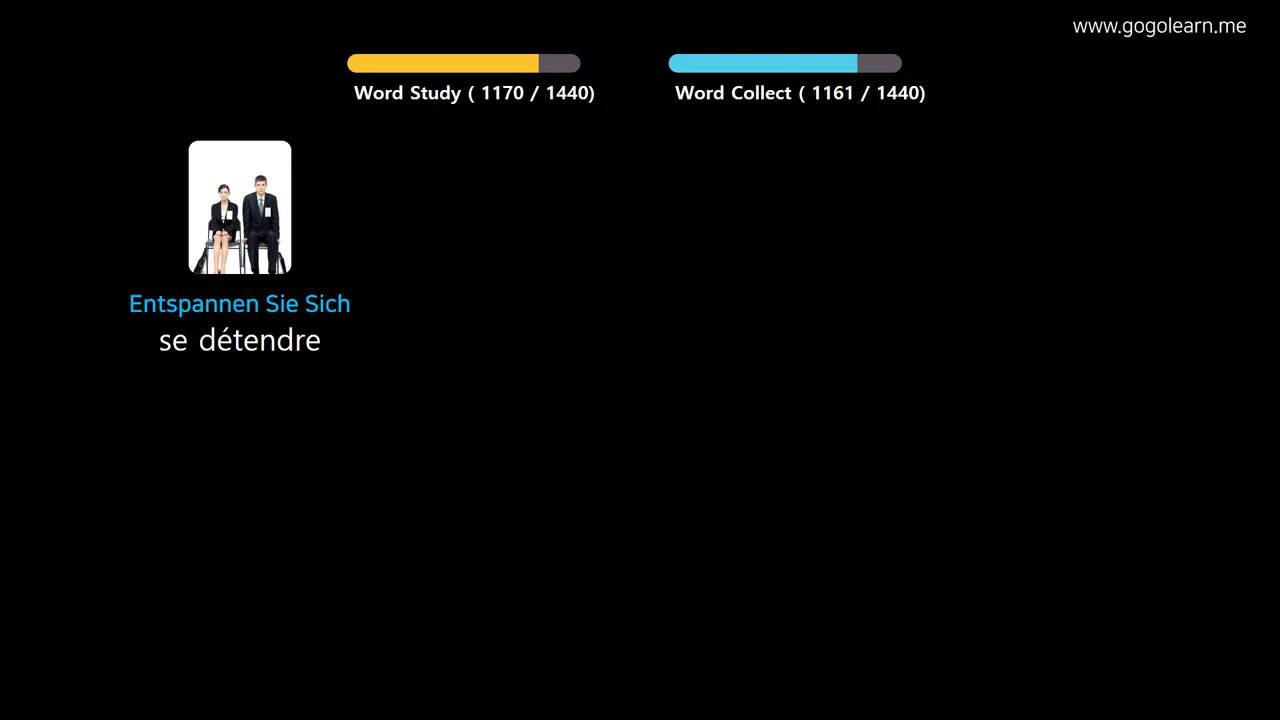 www.gogolearn.me
Word Study ( 1170 / 1440)
Word Collect ( 1161 / 1440)
Entspannen Sie Sich
se détendre